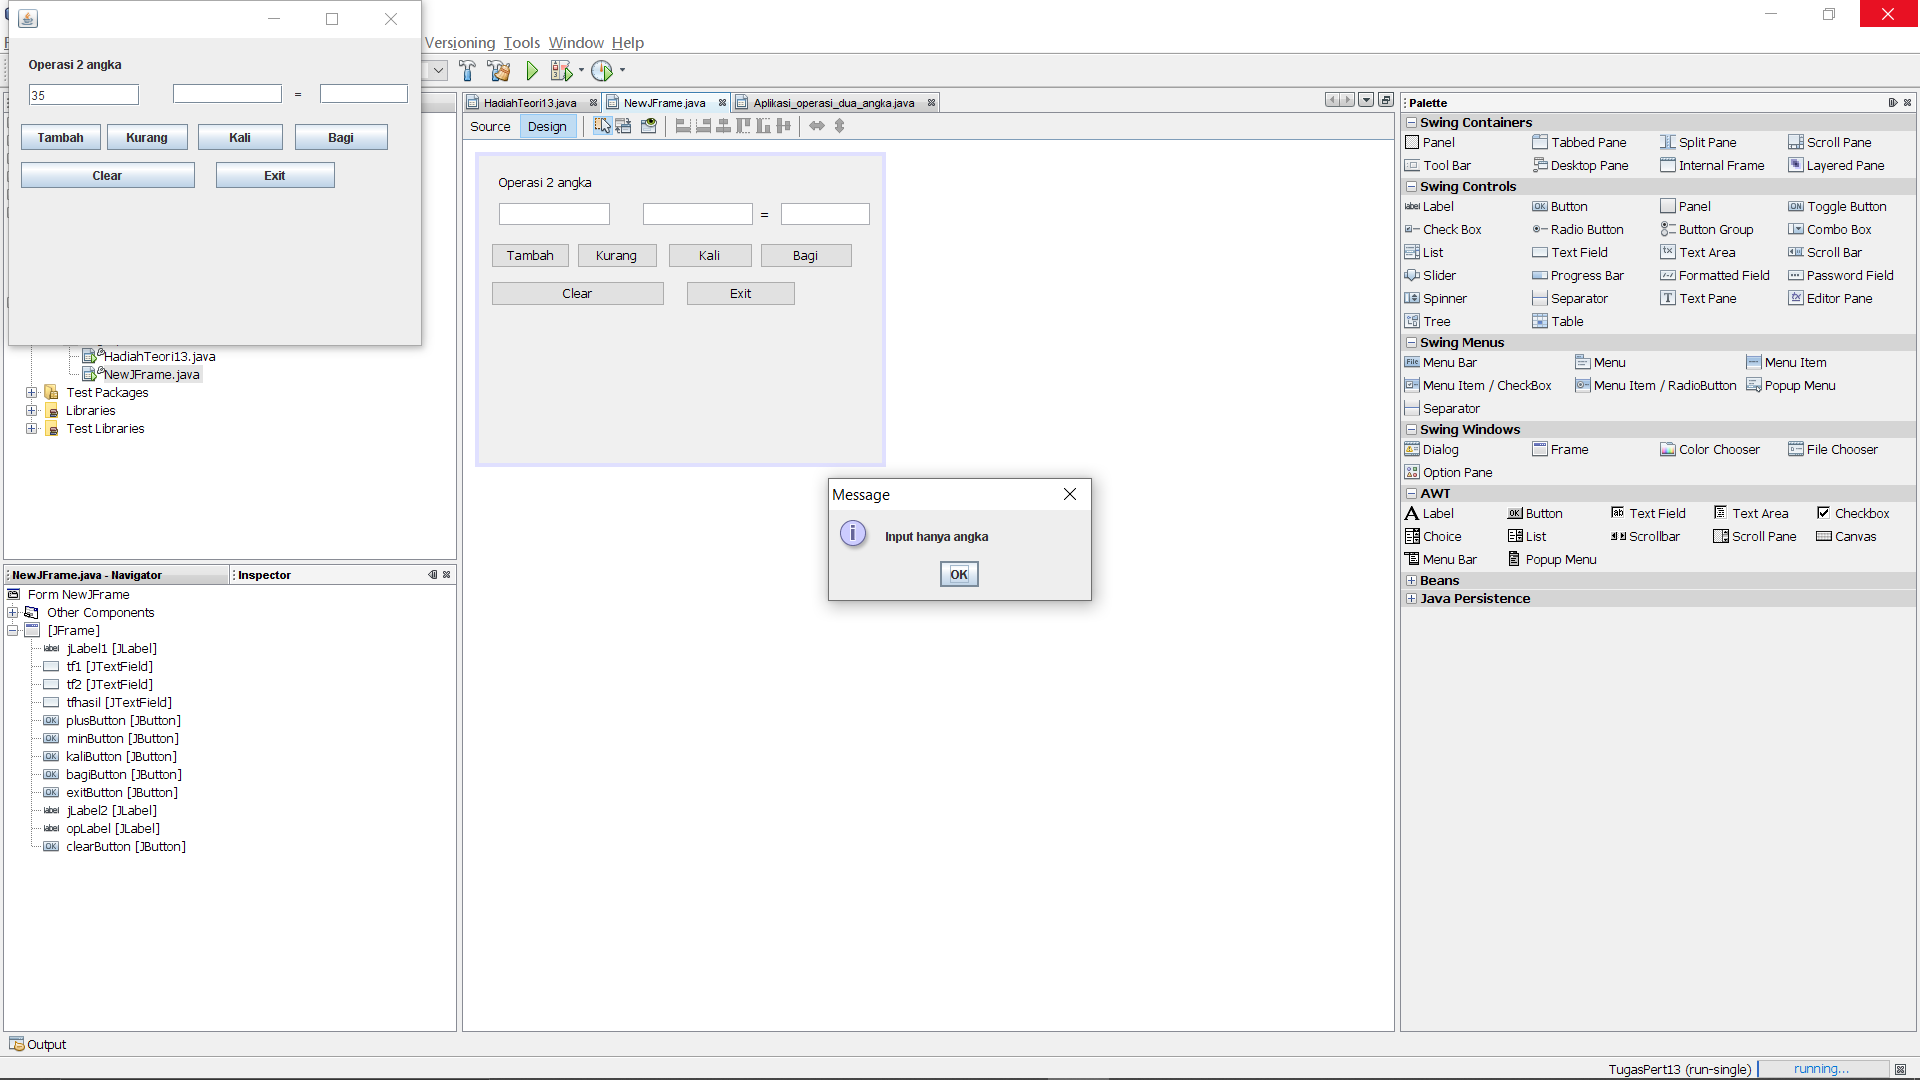 Versioning Tools Window Help
Operasi 2 angka
35
=
Tambah Kurang Kali Bagi
Clear Exit
HadiahTeori13.java NewJFrame.java Aplikasi_operasi_dua_angka.java
Source Design
Operasi 2 angka
=
Tambah Kurang Kali Bagi
Clear Exit
HadiahTeori13.java
NewJFrame.java
Test Packages
Libraries
Test Libraries
Message
Input hanya angka
OK
NewJFrame.java - Navigator Inspector
Form NewJFrame
Other Components
[JFrame]
jLabel1 [JLabel]
tf1 [JTextField]
tf2 [JTextField]
tfhasil [JTextField]
plusButton [JButton]
minButton [JButton]
kaliButton [JButton]
bagiButton [JButton]
exitButton [JButton]
jLabel2 [JLabel]
opLabel [JLabel]
clearButton [JButton]
Palette
Swing Containers
Panel Tabbed Pane Split Pane Scroll Pane
Tool Bar Desktop Pane Internal Frame Layered Pane
Swing Controls
Label Button Panel Toggle Button
Check Box Radio Button Button Group Combo Box
List Text Field Text Area Scroll Bar
Slider Progress Bar Formatted Field Password Field
Spinner Separator Text Pane Editor Pane
Tree Table
Swing Menus
Menu Bar Menu Menu Item
Menu Item / CheckBox Menu Item / RadioButton Popup Menu
Separator
Swing Windows
Dialog Frame Color Chooser File Chooser
Option Pane
AWT
Label Button Text Field Text Area Checkbox
Choice List Scrollbar Scroll Pane Canvas
Menu Bar Popup Menu
Beans
Java Persistence
Output
TugasPert13 (run-single) running...